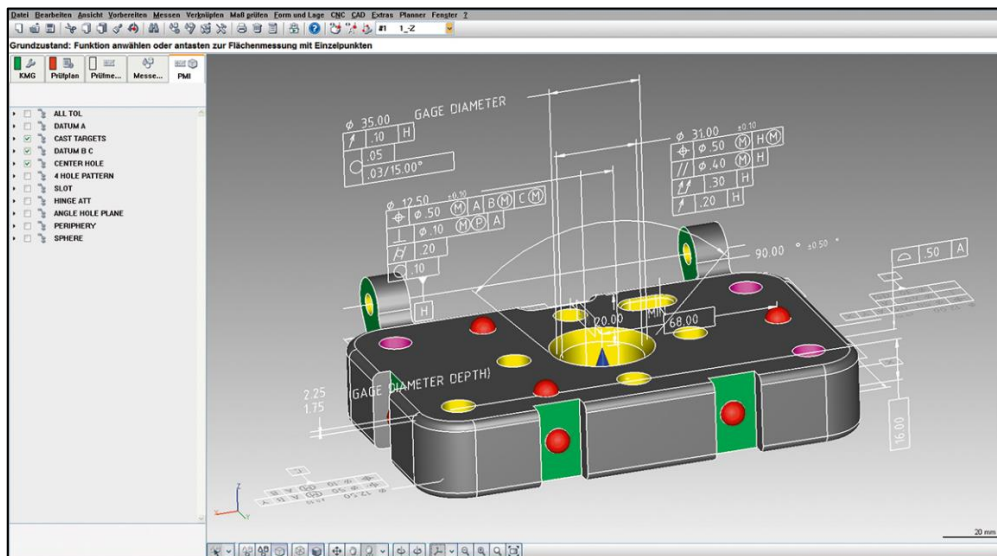 Datei Bearbeiten Ansicht Vorbereiten Messen Verknüpfen Maß prüfen Form und Lage CNC CAD Extras Planner Fenster ?
#1 1_-2
Grundzustand: Funktion anwählen oder antasten zur Flächenmessung mit Einzelpunkten
KMG Prüfplan Prüfme... Messe... PMI
ALL TOL
DATUM A
CAST TARGETS
DATUM B C
CENTER HOLE
4 HOLE PATTERN
SLOT
HINGE ATT
ANGLE HOLE PLANE
PERIPHERY
SPHERE
GAGE DIAMETER
⌀ 35.00
.10 H
.05
.03/15.00°
⌀ 31.00 ±0.10
⌀.50 Ⓜ H Ⓜ
// ⌀.40 Ⓜ H
.30 H
.20 H
⌀ 12.50
⌀.50 Ⓜ A B Ⓜ C Ⓜ
⌀.10 Ⓜ Ⓟ A
.20
.10
H
90.00 ° ±0.50 °
.50 A
20.00
MIN
68.00
2.25
1.75
(GAGE DIAMETER DEPTH)
16.00
20 mm